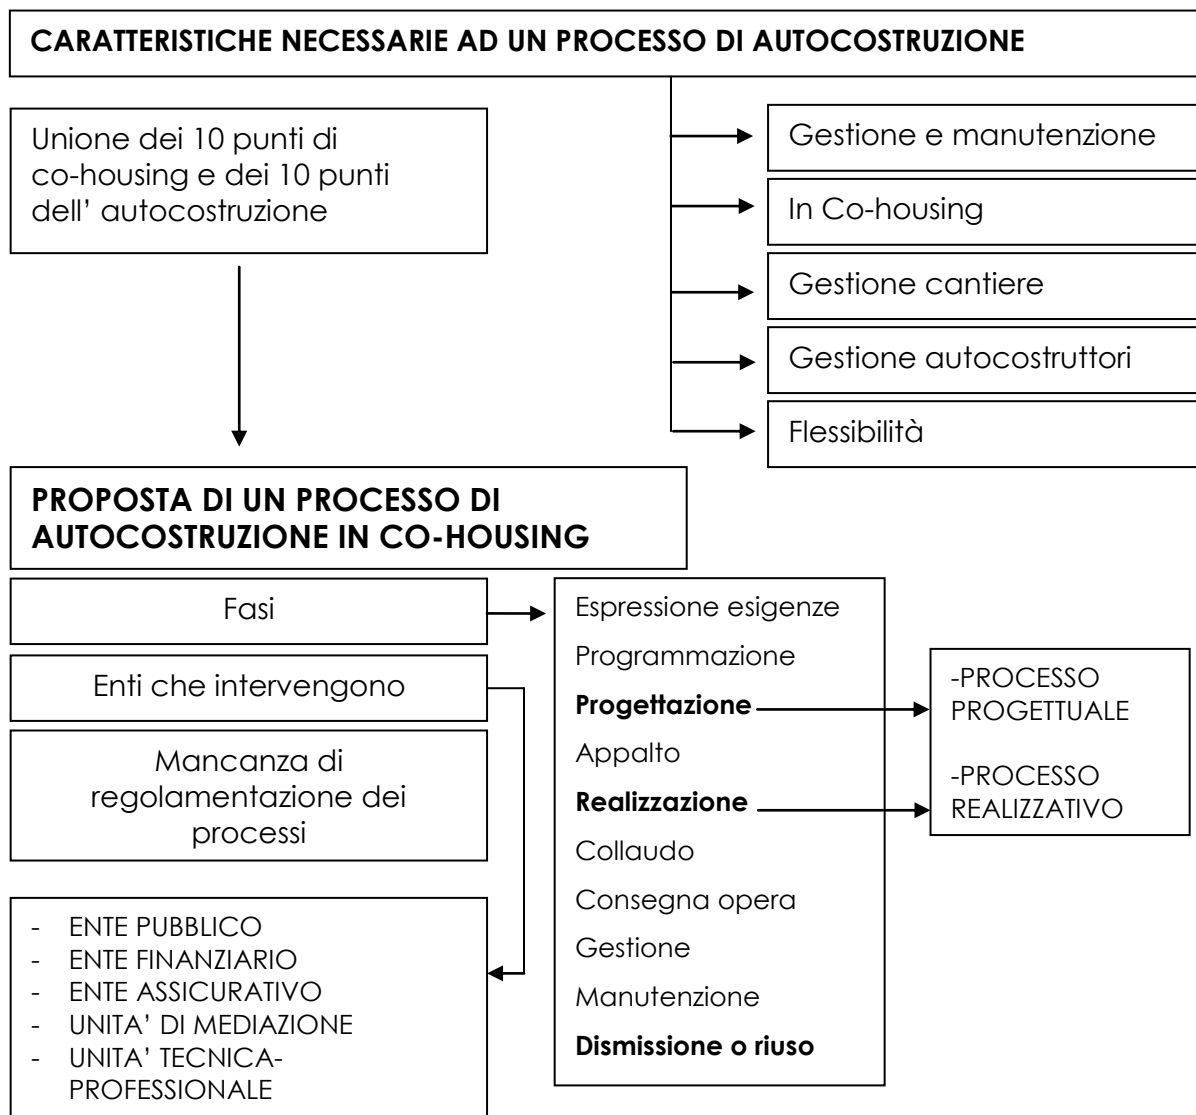 CARATTERISTICHE NECESSARIE AD UN PROCESSO DI AUTOCOSTRUZIONE
Unione dei 10 punti di
co-housing e dei 10 punti
dell’ autocostruzione
Gestione e manutenzione
In Co-housing
Gestione cantiere
Gestione autocostruttori
Flessibilità
PROPOSTA DI UN PROCESSO DI
AUTOCOSTRUZIONE IN CO-HOUSING
Fasi
Enti che intervengono
Mancanza di
regolamentazione dei
processi
- ENTE PUBBLICO
- ENTE FINANZIARIO
- ENTE ASSICURATIVO
- UNITA’ DI MEDIAZIONE
- UNITA’ TECNICA-
PROFESSIONALE
Espressione esigenze
Programmazione
Progettazione
Appalto
Realizzazione
Collaudo
Consegna opera
Gestione
Manutenzione
Dismissione o riuso
-PROCESSO
PROGETTUALE
-PROCESSO
REALIZZATIVO